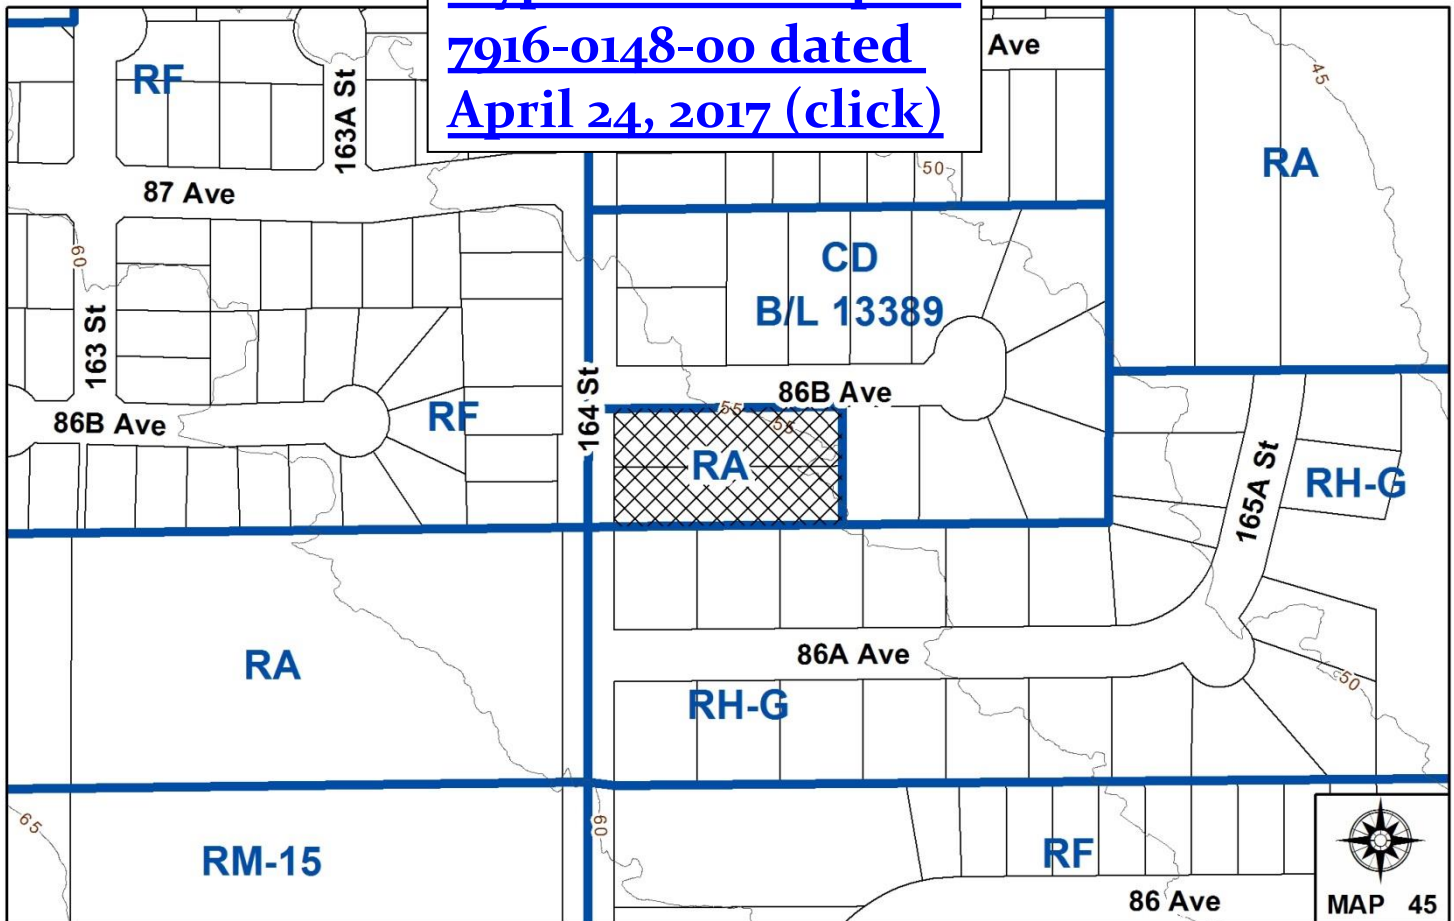 7916-0148-00 dated
April 24, 2017 (click)
Ave
RF
163A St
45
RA
50
87 Ave
60
CD
B/L 13389
163 St
164 St
86B Ave
55
86B Ave
RF
55
RA
165A St
RH-G
RA
86A Ave
RH-G
50
65
60
RM-15
RF
86 Ave
MAP 45